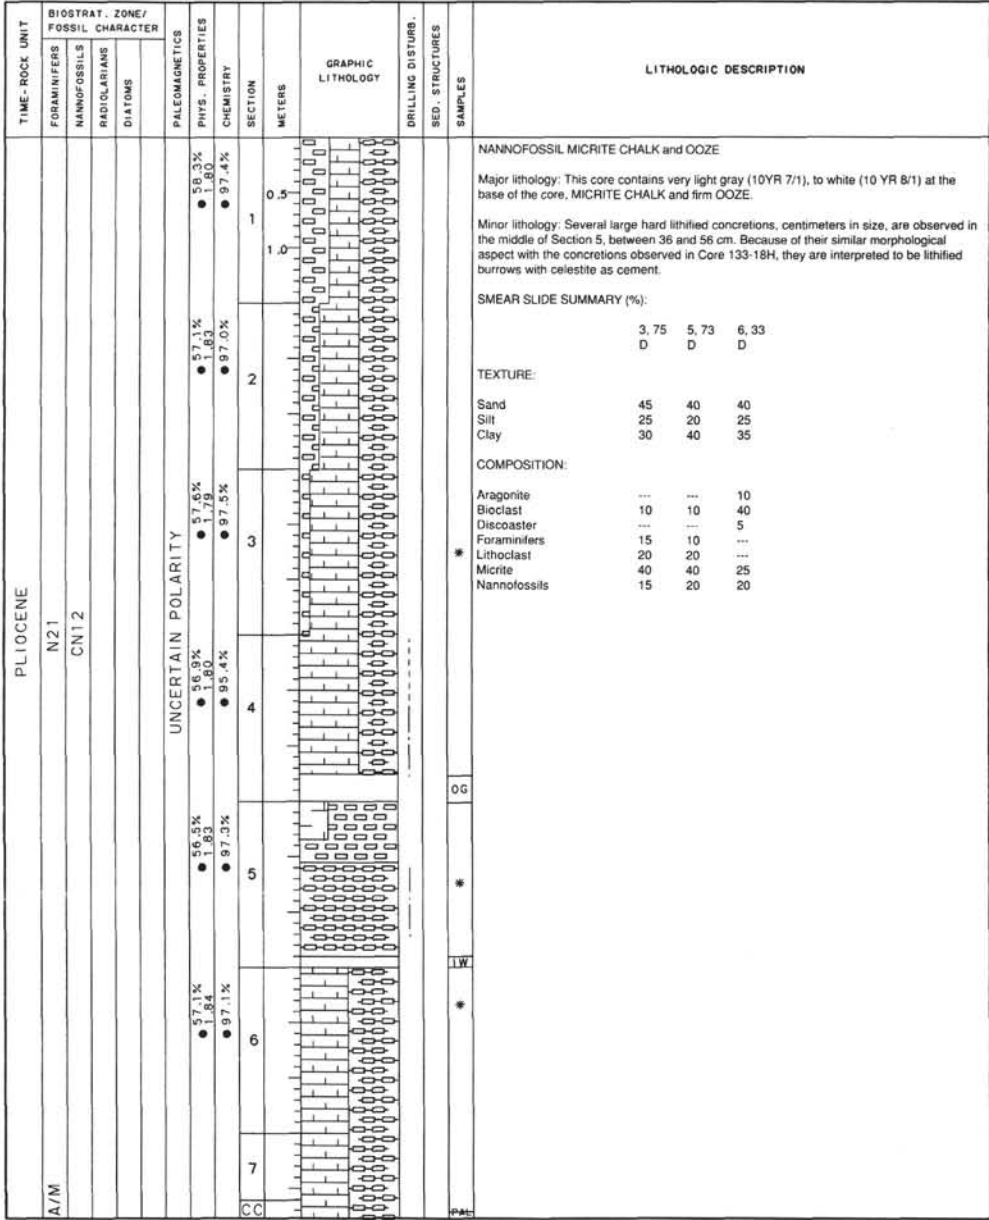 TIME-ROCK UNIT
BIOSTRAT. ZONE/
FOSSIL CHARACTER
FORAMINIFERS
NANNOFOSSILS
RADIOLARIANS
DIATOMS
PALEOMAGNETICS
PHYS. PROPERTIES
CHEMISTRY
SECTION
METERS
GRAPHIC
LITHOLOGY
DRILLING DISTURB.
SED. STRUCTURES
SAMPLES
LITHOLOGIC DESCRIPTION
PLIOCENE
N21
A/M
CN12
UNCERTAIN POLARITY
● 58.3%
1.80
● 97.4%
1
0.5
1.0
● 57.1%
1.83
● 97.0%
2
● 57.6%
1.79
● 97.5%
3
*
● 56.9%
1.80
● 95.4%
4
OG
● 56.5%
1.83
● 97.3%
5
*
IW
● 57.1%
1.84
● 97.1%
6
*
7
CC
PAL
NANNOFOSSIL MICRITE CHALK and OOZE
Major lithology: This core contains very light gray (10YR 7/1), to white (10 YR 8/1) at the
base of the core, MICRITE CHALK and firm OOZE.
Minor lithology: Several large hard lithified concretions, centimeters in size, are observed in
the middle of Section 5, between 36 and 56 cm. Because of their similar morphological
aspect with the concretions observed in Core 133-18H, they are interpreted to be lithified
burrows with celestite as cement.
SMEAR SLIDE SUMMARY (%):
3, 75 5, 73 6, 33
D D D
TEXTURE:
Sand 45 40 40
Silt 25 20 25
Clay 30 40 35
COMPOSITION:
Aragonite --- --- 10
Bioclast 10 10 40
Discoaster --- --- 5
Foraminifers 15 10 ---
Lithoclast 20 20 ---
Micrite 40 40 25
Nannofossils 15 20 20